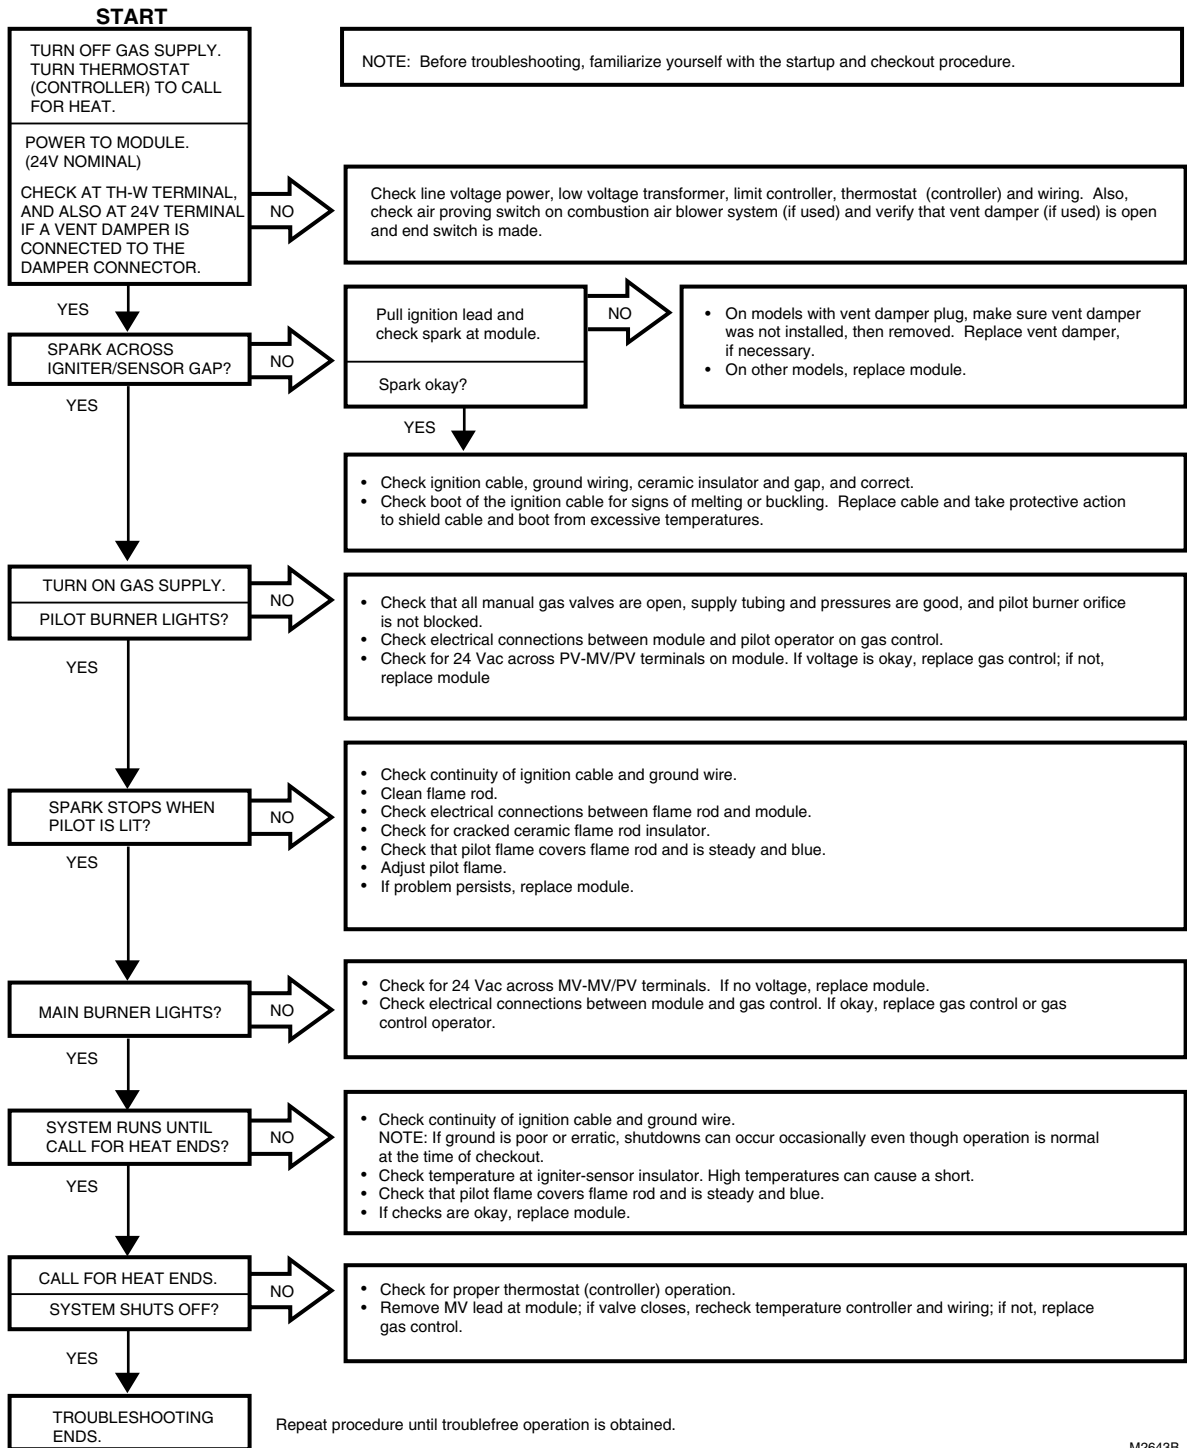 START
TURN OFF GAS SUPPLY.
TURN THERMOSTAT
(CONTROLLER) TO CALL
FOR HEAT.
NOTE: Before troubleshooting, familiarize yourself with the startup and checkout procedure.
POWER TO MODULE.
(24V NOMINAL)
CHECK AT TH-W TERMINAL,
AND ALSO AT 24V TERMINAL
IF A VENT DAMPER IS
CONNECTED TO THE
DAMPER CONNECTOR.
NO
Check line voltage power, low voltage transformer, limit controller, thermostat (controller) and wiring. Also,
check air proving switch on combustion air blower system (if used) and verify that vent damper (if used) is open
and end switch is made.
YES
SPARK ACROSS
IGNITER/SENSOR GAP?
NO
Pull ignition lead and
check spark at module.
Spark okay?
NO
• On models with vent damper plug, make sure vent damper
was not installed, then removed. Replace vent damper,
if necessary.
• On other models, replace module.
YES
YES
• Check ignition cable, ground wiring, ceramic insulator and gap, and correct.
• Check boot of the ignition cable for signs of melting or buckling. Replace cable and take protective action
to shield cable and boot from excessive temperatures.
TURN ON GAS SUPPLY.
PILOT BURNER LIGHTS?
NO
• Check that all manual gas valves are open, supply tubing and pressures are good, and pilot burner orifice
is not blocked.
• Check electrical connections between module and pilot operator on gas control.
• Check for 24 Vac across PV-MV/PV terminals on module. If voltage is okay, replace gas control; if not,
replace module
YES
SPARK STOPS WHEN
PILOT IS LIT?
NO
• Check continuity of ignition cable and ground wire.
• Clean flame rod.
• Check electrical connections between flame rod and module.
• Check for cracked ceramic flame rod insulator.
• Check that pilot flame covers flame rod and is steady and blue.
• Adjust pilot flame.
• If problem persists, replace module.
YES
MAIN BURNER LIGHTS?
NO
• Check for 24 Vac across MV-MV/PV terminals. If no voltage, replace module.
• Check electrical connections between module and gas control. If okay, replace gas control or gas
control operator.
YES
SYSTEM RUNS UNTIL
CALL FOR HEAT ENDS?
NO
• Check continuity of ignition cable and ground wire.
NOTE: If ground is poor or erratic, shutdowns can occur occasionally even though operation is normal
at the time of checkout.
• Check temperature at igniter-sensor insulator. High temperatures can cause a short.
• Check that pilot flame covers flame rod and is steady and blue.
• If checks are okay, replace module.
YES
CALL FOR HEAT ENDS.
SYSTEM SHUTS OFF?
NO
• Check for proper thermostat (controller) operation.
• Remove MV lead at module; if valve closes, recheck temperature controller and wiring; if not, replace
gas control.
YES
TROUBLESHOOTING
ENDS.
Repeat procedure until troublefree operation is obtained.
M2643B